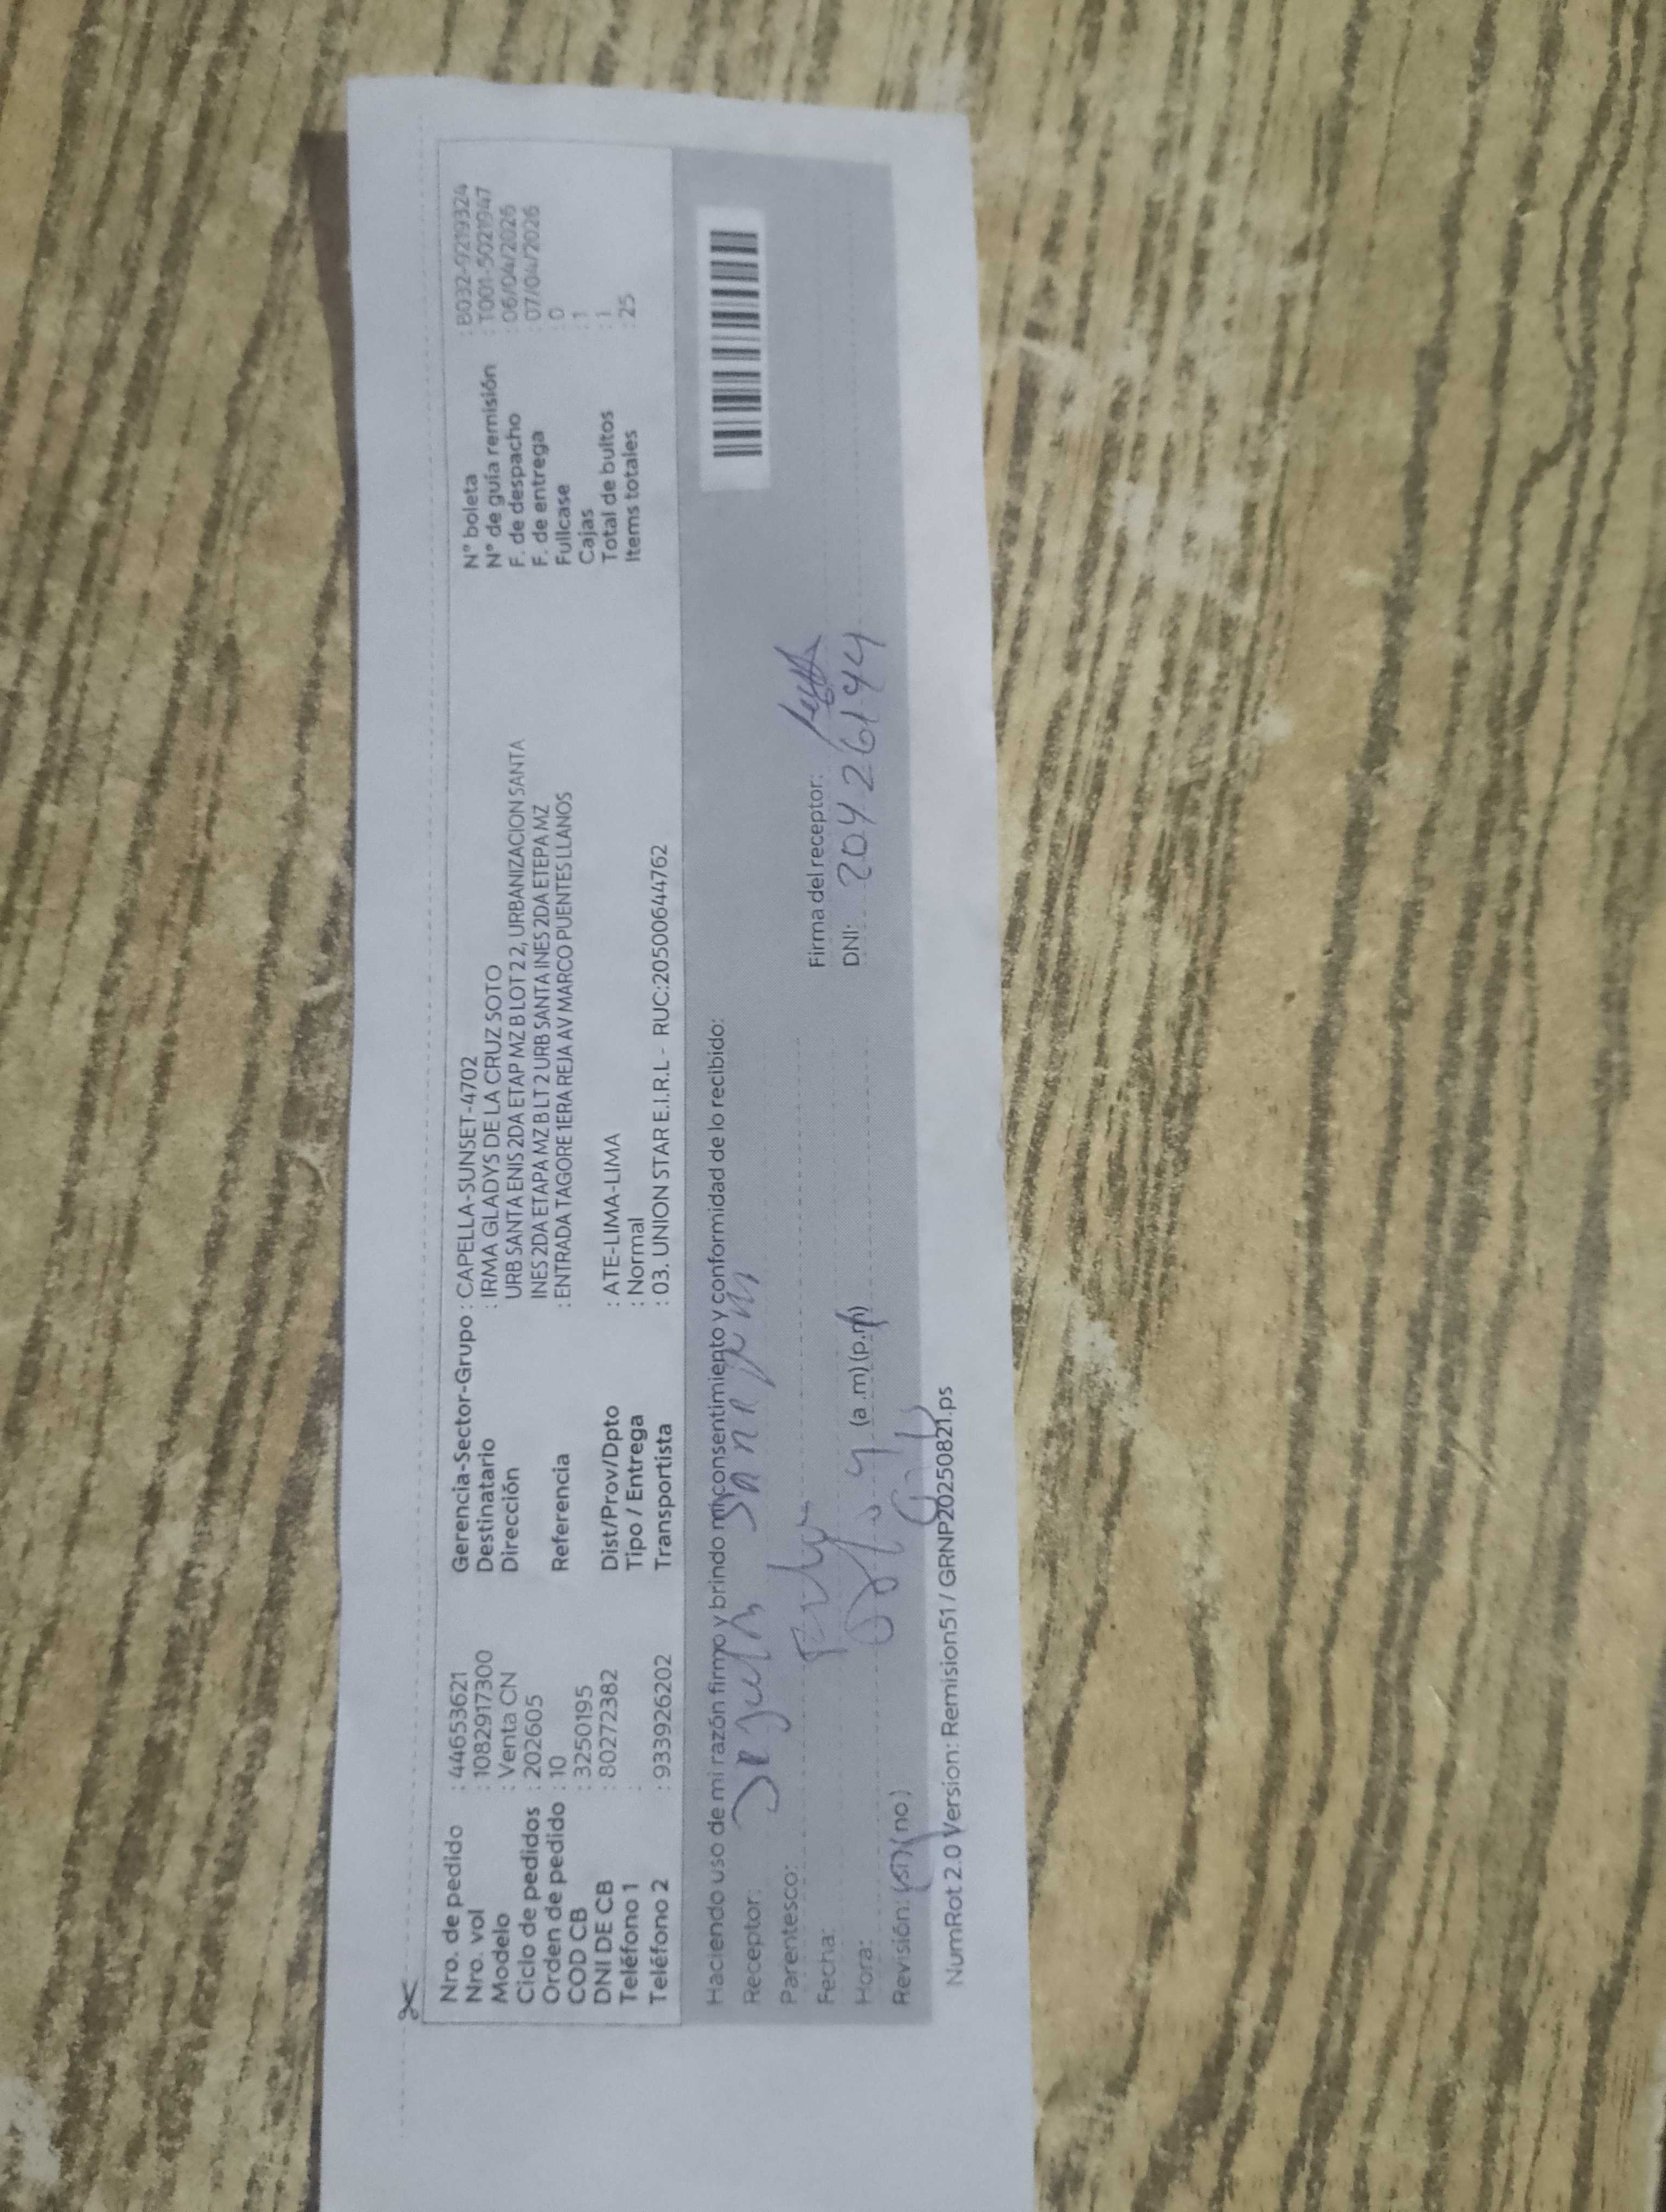 Nro. de pedido : 44653621
Nro. vol : 1082917300
Modelo : Venta CN
Ciclo de pedidos : 202605
Orden de pedido : 10
COD CB : 3250195
DNI DE CB : 80272382
Teléfono 1 :
Teléfono 2 : 933926202
Gerencia-Sector-Grupo : CAPELLA-SUNSET-4702
Destinatario : IRMA GLADYS DE LA CRUZ SOTO
Dirección URB SANTA ENIS 2DA ETAP MZ B LOT 2 2, URBANIZACION SANTA
INES 2DA ETAPA MZ B LT 2 URB SANTA INES 2DA ETEPA MZ
Referencia : ENTRADA TAGORE 1ERA REJA AV MARCO PUENTES LLANOS
Dist/Prov/Dpto : ATE-LIMA-LIMA
Tipo / Entrega : Normal
Transportista : 03. UNION STAR E.I.R.L - RUC:20500644762
N° boleta : B032-9219324
N° de guía remisión : T001-5021947
F. de despacho : 06/04/2026
F. de entrega : 07/04/2026
Fullcase : 0
Cajas : 1
Total de bultos : 1
Items totales : 25
Haciendo uso de mi razón firmo y brindo mi consentimiento y conformidad de lo recibido:
Receptor:
Parentesco:
Fecha:
Hora: (a .m) (p.m)
Revisión: (si) (no)
Firma del receptor:
DNI: 20426144
NumRot 2.0 Version: Remision51 / GRNP20250821.ps